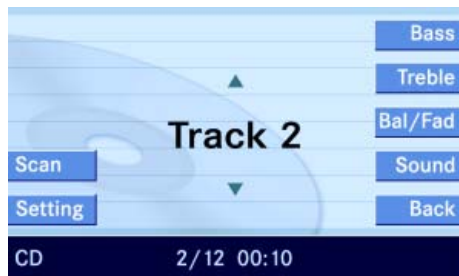 Bass
Treble
Bal/Fad
Track 2
Scan
Sound
Setting
Back
CD 2/12 00:10